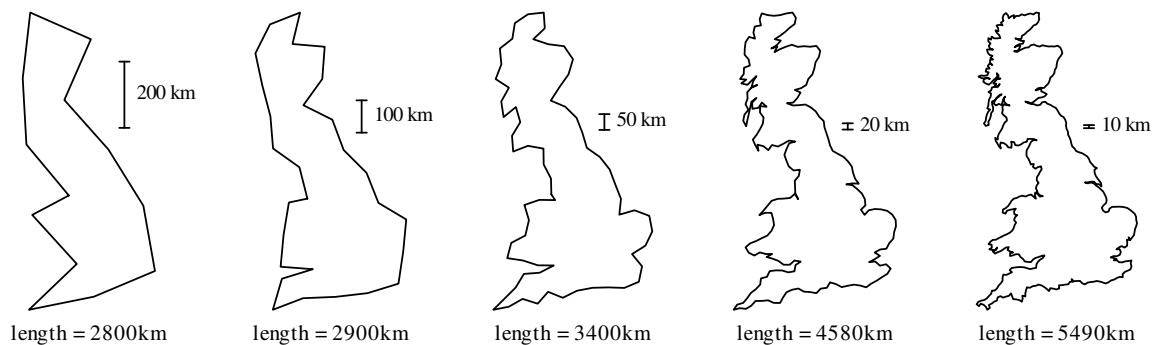 200 km
100 km
50 km
20 km
10 km
length = 2800km
length = 2900km
length = 3400km
length = 4580km
length = 5490km